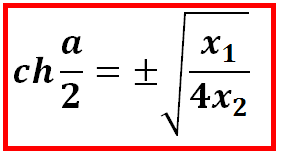 ch a/2 = ± √(x₁/4x₂)